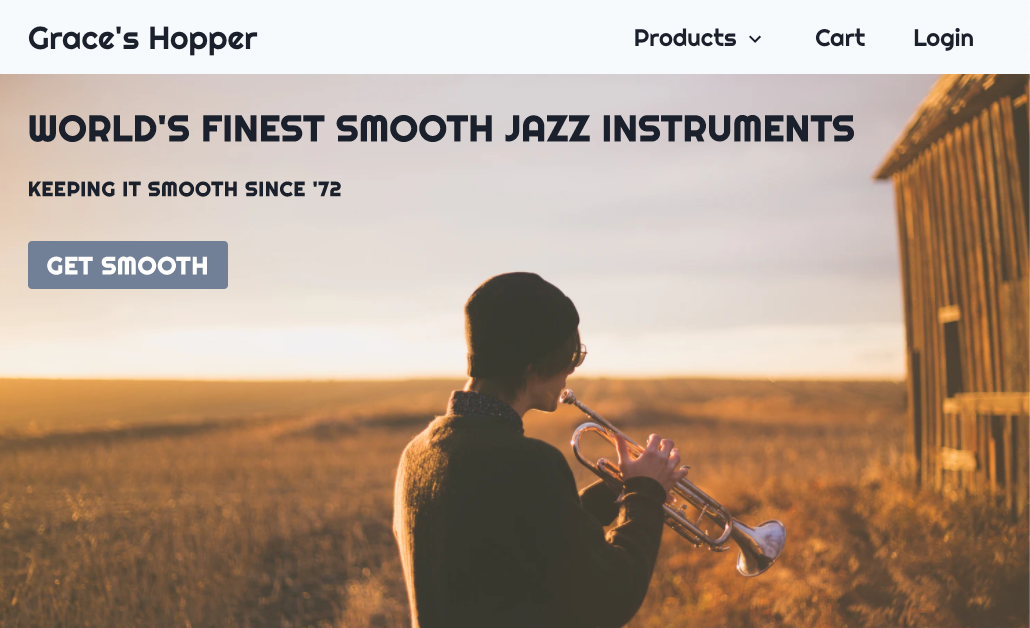 Grace's Hopper
Products Cart Login
WORLD'S FINEST SMOOTH JAZZ INSTRUMENTS
KEEPING IT SMOOTH SINCE '72
GET SMOOTH